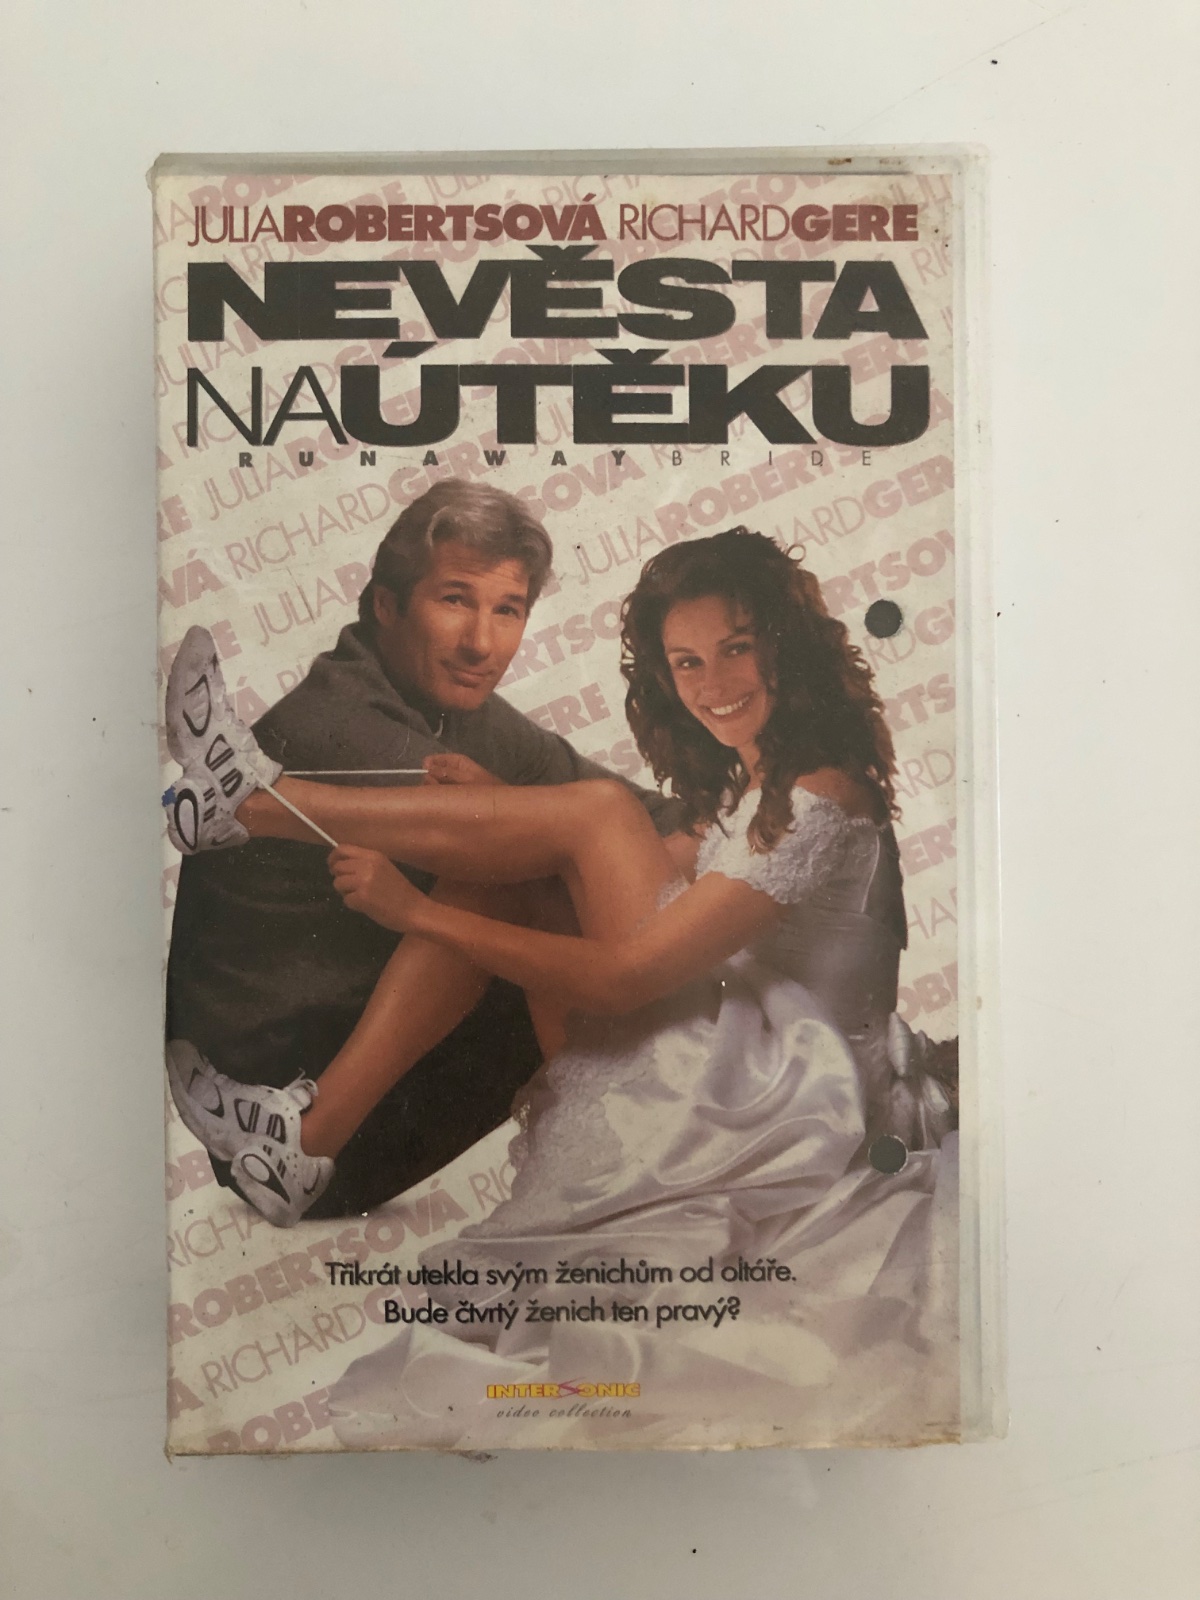 JULIAROBERTSOVÁ RICHARDGERE
NEVĚSTA
NAÚTĚKU
RUNAWAYBRIDE
Třikrát utekla svým ženichům od oltáře.
Bude čtvrtý ženich ten pravý?
INTERSONIC
video collection